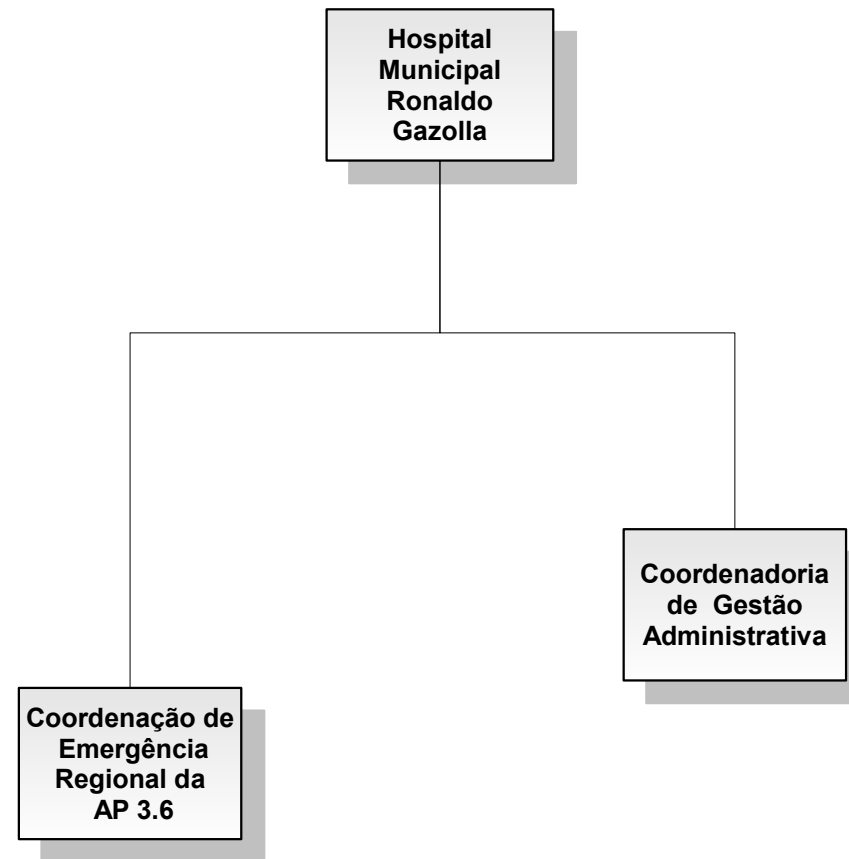 Hospital
Municipal
Ronaldo
Gazolla
Coordenadoria
de Gestão
Administrativa
Coordenação de
Emergência
Regional da
AP 3.6